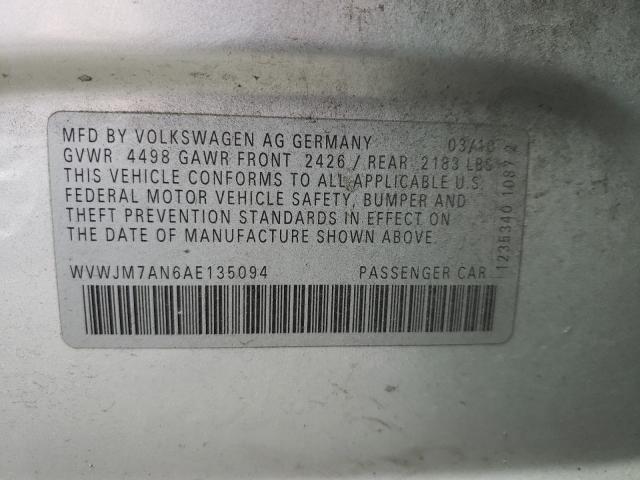 MFD BY VOLKSWAGEN AG GERMANY 03/10
GVWR 4498 GAWR FRONT 2426 / REAR 2183 LBS
THIS VEHICLE CONFORMS TO ALL APPLICABLE U.S.
FEDERAL MOTOR VEHICLE SAFETY, BUMPER AND
THEFT PREVENTION STANDARDS IN EFFECT ON
THE DATE OF MANUFACTURE SHOWN ABOVE.
WVWJM7AN6AE135094 PASSENGER CAR
1235340 10872